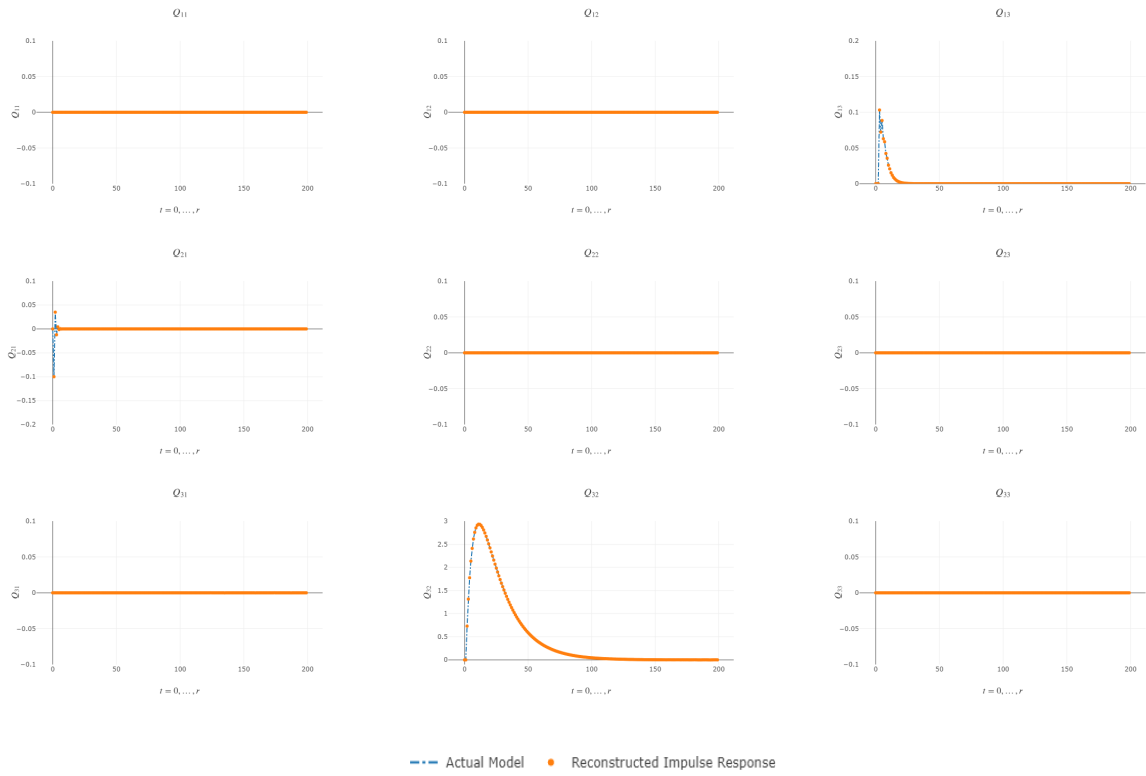 Q11 Q12 Q13
0.1 0.1 0.2
0.05 0.05 0.15
Q11 0 Q12 0 Q13 0.1
−0.05 −0.05 0.05
−0.1 −0.1 0
0 50 100 150 200 0 50 100 150 200 0 50 100 150 200
t = 0, … , r t = 0, … , r t = 0, … , r
Q21 Q22 Q23
0.1 0.1 0.1
0.05 0.05 0.05
0
−0.05 Q22 0 Q23 0
Q21 −0.1
−0.15 −0.05 −0.05
−0.2 −0.1 −0.1
0 50 100 150 200 0 50 100 150 200 0 50 100 150 200
t = 0, … , r t = 0, … , r t = 0, … , r
Q31 Q32 Q33
0.1 3 0.1
2.5
0.05 2 0.05
Q31 0 Q32 1.5 Q33 0
1
−0.05 0.5 −0.05
−0.1 0 −0.1
0 50 100 150 200 0 50 100 150 200 0 50 100 150 200
t = 0, … , r t = 0, … , r t = 0, … , r
Actual Model Reconstructed Impulse Response